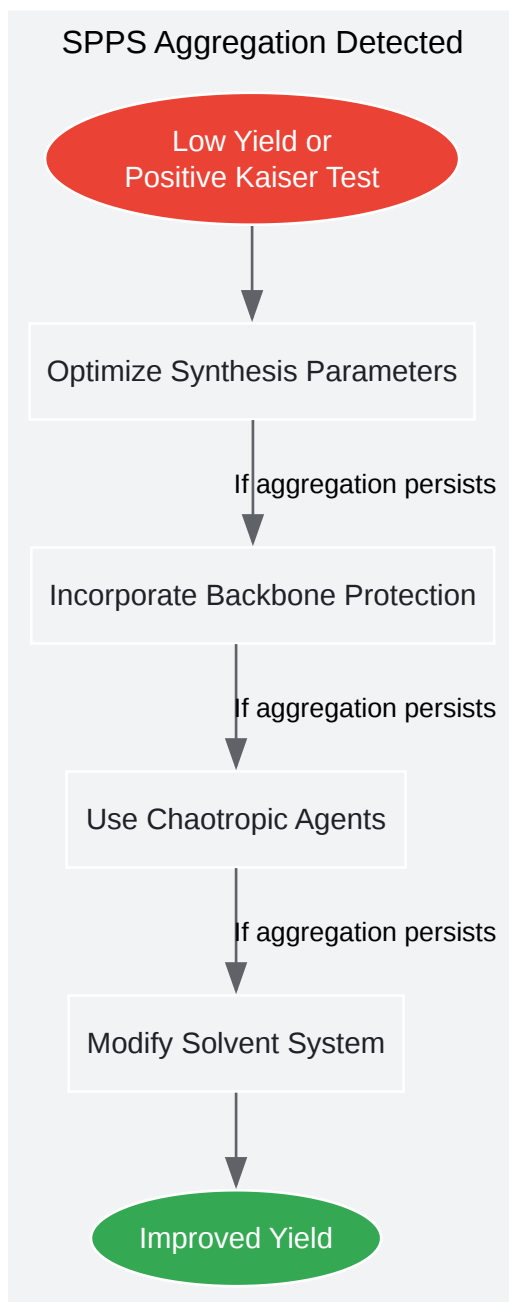 SPPS Aggregation Detected
Low Yield or
Positive Kaiser Test
Optimize Synthesis Parameters
If aggregation persists
Incorporate Backbone Protection
If aggregation persists
Use Chaotropic Agents
If aggregation persists
Modify Solvent System
Improved Yield